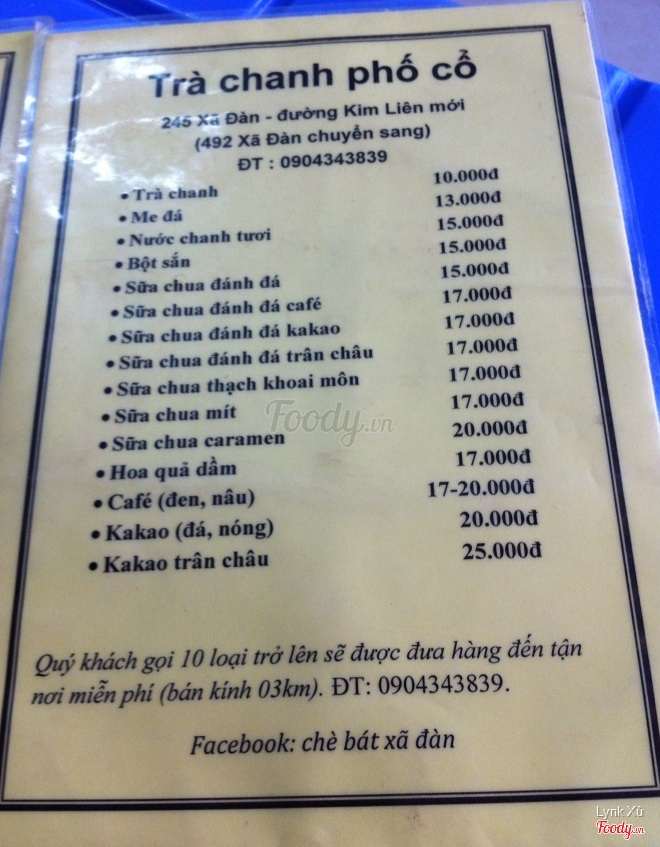 Trà chanh phố cổ
245 Xã Đàn - đường Kim Liên mới
(492 Xã Đàn chuyển sang)
ĐT : 0904343839
• Trà chanh 10.000đ
• Me đá 13.000đ
• Nước chanh tươi 15.000đ
• Bột sắn 15.000đ
• Sữa chua đánh đá 15.000đ
• Sữa chua đánh đá café 17.000đ
• Sữa chua đánh đá kakao 17.000đ
• Sữa chua đánh đá trân châu 17.000đ
• Sữa chua thạch khoai môn 17.000đ
• Sữa chua mít 17.000đ
• Sữa chua caramen 20.000đ
• Hoa quả dầm 17.000đ
• Café (đen, nâu) 17-20.000đ
• Kakao (đá, nóng) 20.000đ
• Kakao trân châu 25.000đ
Foody.vn
Quý khách gọi 10 loại trở lên sẽ được đưa hàng đến tận
nơi miễn phí (bán kính 03km). ĐT: 0904343839.
Facebook: chè bát xã đàn
Lynk Xù
Foody.vn